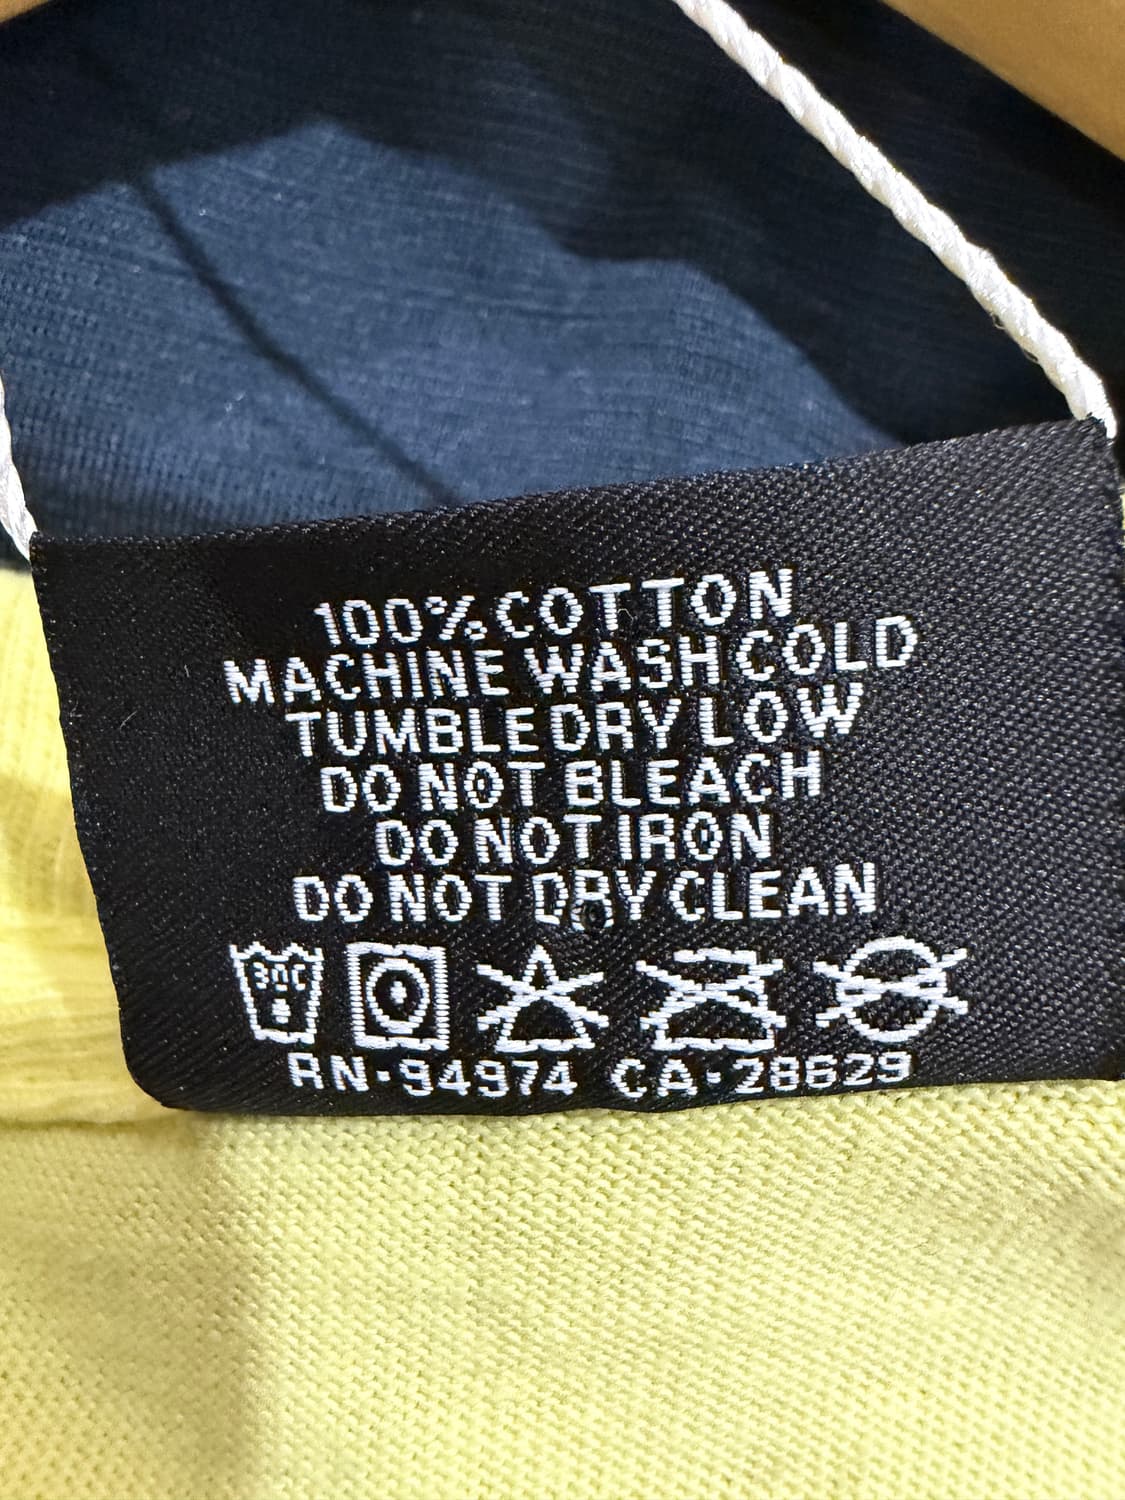 100% COTTON
MACHINE WASH COLD
TUMBLE DRY LOW
DO NOT BLEACH
DO NOT IRON
DO NOT DRY CLEAN
30C
RN·94974 CA·28629